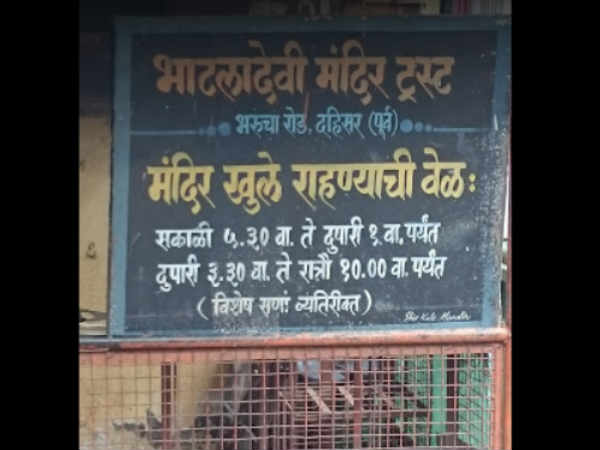 भाटलादेवी मंदिर ट्रस्ट
भरुचा रोड, दहिसर (पूर्व)
मंदिर खुले राहण्याची वेळ :
सकाळी ५.३० वा. ते दुपारी १ वा. पर्यंत
दुपारी ३.३० वा. ते रात्रौ १०.०० वा. पर्यंत
( विशेष सणां व्यतिरीक्त )